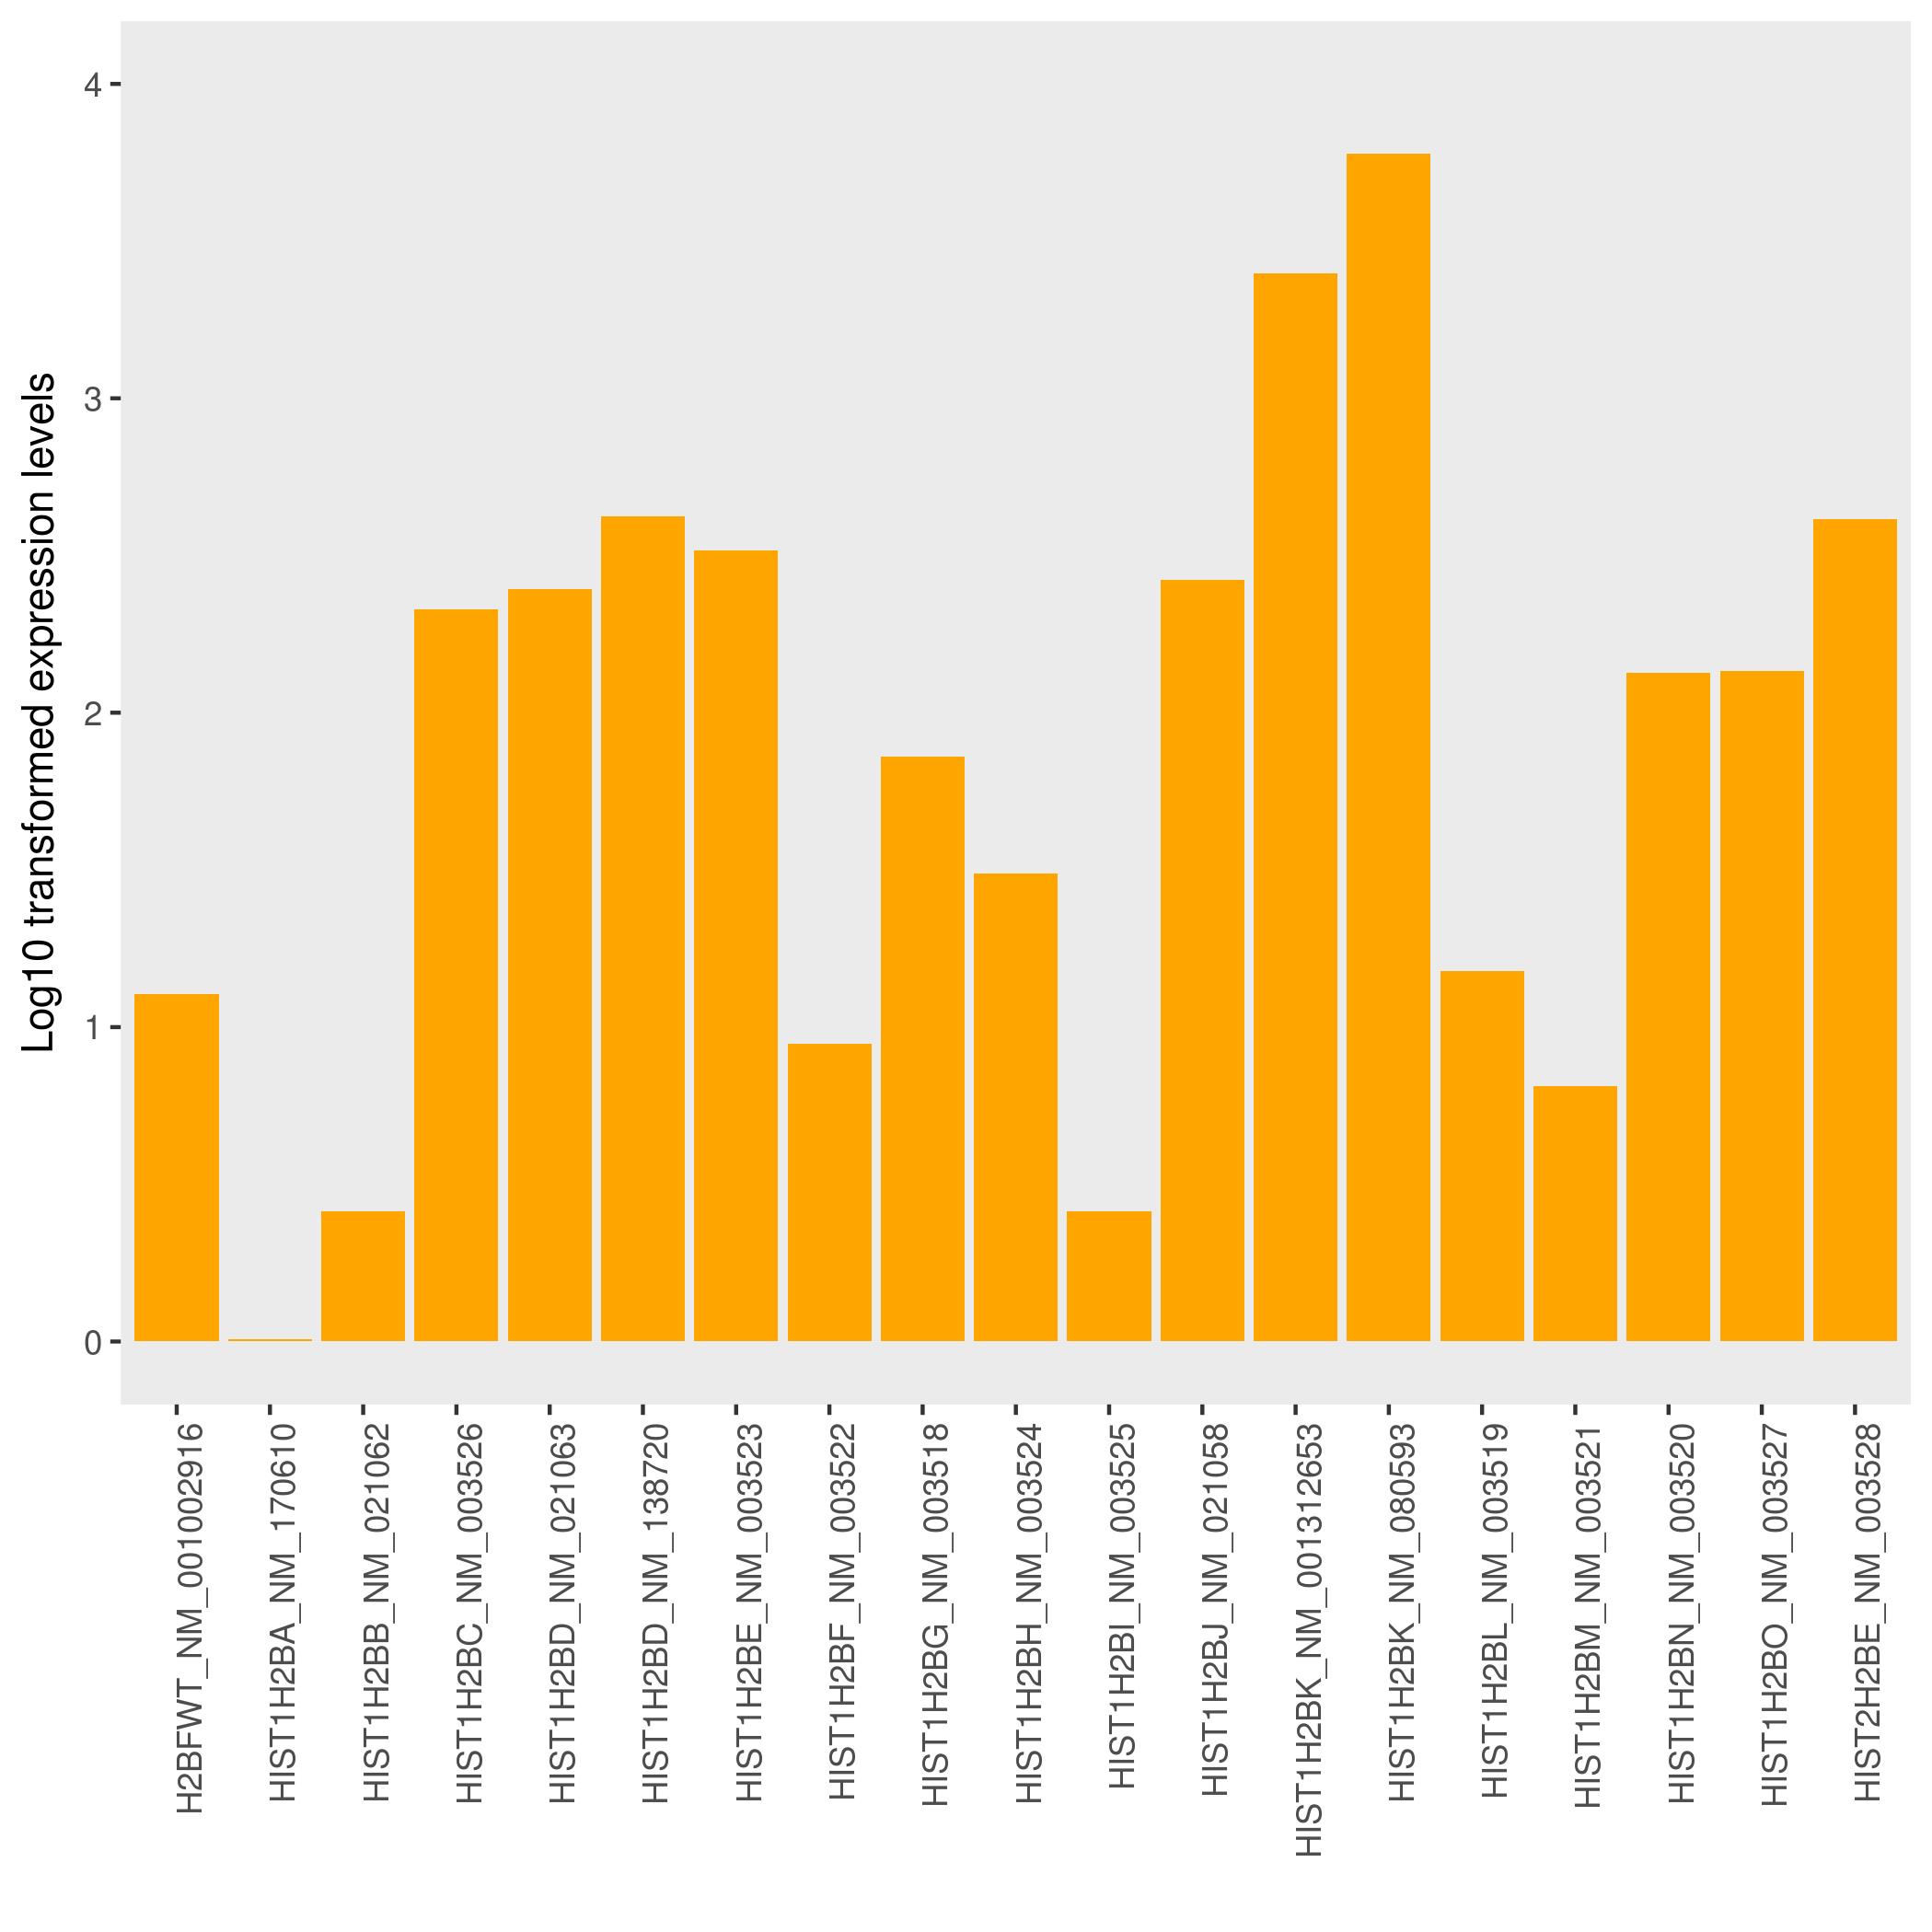 Log10 transformed expression levels
4
3
2
1
0
H2BFWT_NM_001002916
HIST1H2BA_NM_170610
HIST1H2BB_NM_021062
HIST1H2BC_NM_003526
HIST1H2BD_NM_021063
HIST1H2BD_NM_138720
HIST1H2BE_NM_003523
HIST1H2BF_NM_003522
HIST1H2BG_NM_003518
HIST1H2BH_NM_003524
HIST1H2BI_NM_003525
HIST1H2BJ_NM_021058
HIST1H2BK_NM_001312653
HIST1H2BK_NM_080593
HIST1H2BL_NM_003519
HIST1H2BM_NM_003521
HIST1H2BN_NM_003520
HIST1H2BO_NM_003527
HIST2H2BE_NM_003528